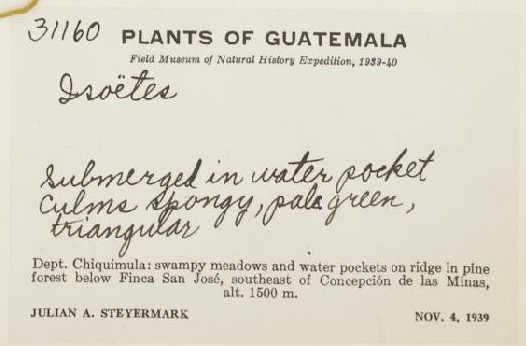 31160 PLANTS OF GUATEMALA
Field Museum of Natural History Expedition, 1939-40
Isoëtes
Submerged in water pocket
Culms spongy, pale green,
triangular
Dept. Chiquimula: swampy meadows and water pockets on ridge in pine
forest below Finca San José, southeast of Concepción de las Minas,
alt. 1500 m.
JULIAN A. STEYERMARK NOV. 4, 1939